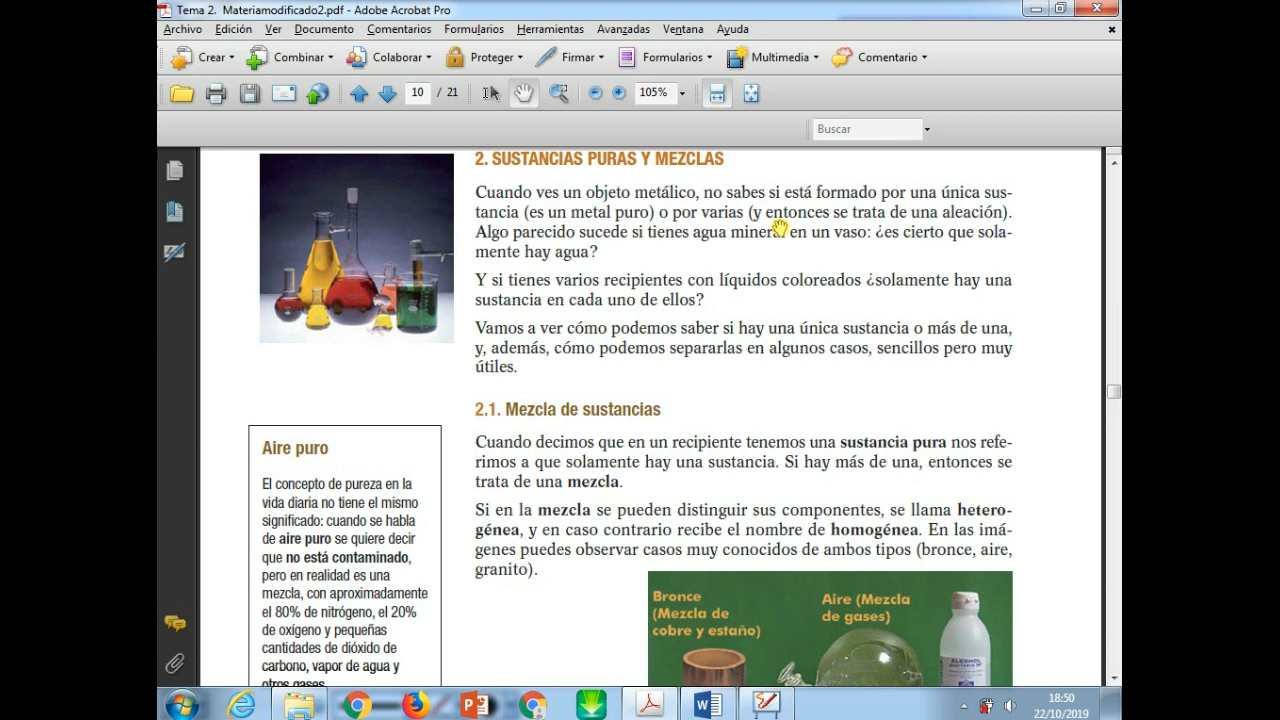 Tema 2. Materiamodificado2.pdf - Adobe Acrobat Pro
Archivo Edición Ver Documento Comentarios Formularios Herramientas Avanzadas Ventana Ayuda
Crear Combinar Colaborar Proteger Firmar Formularios Multimedia Comentario
10 / 21 105%
Buscar
2. SUSTANCIAS PURAS Y MEZCLAS
Cuando ves un objeto metálico, no sabes si está formado por una única sus-
tancia (es un metal puro) o por varias (y entonces se trata de una aleación).
Algo parecido sucede si tienes agua mineral en un vaso: ¿es cierto que sola-
mente hay agua?
Y si tienes varios recipientes con líquidos coloreados ¿solamente hay una
sustancia en cada uno de ellos?
Vamos a ver cómo podemos saber si hay una única sustancia o más de una,
y, además, cómo podemos separarlas en algunos casos, sencillos pero muy
útiles.
2.1. Mezcla de sustancias
Cuando decimos que en un recipiente tenemos una sustancia pura nos refe-
rimos a que solamente hay una sustancia. Si hay más de una, entonces se
trata de una mezcla.
Si en la mezcla se pueden distinguir sus componentes, se llama hetero-
génea, y en caso contrario recibe el nombre de homogénea. En las imá-
genes puedes observar casos muy conocidos de ambos tipos (bronce, aire,
granito).
Aire puro
El concepto de pureza en la
vida diaria no tiene el mismo
significado: cuando se habla
de aire puro se quiere decir
que no está contaminado,
pero en realidad es una
mezcla, con aproximadamente
el 80% de nitrógeno, el 20%
de oxígeno y pequeñas
cantidades de dióxido de
carbono, vapor de agua y
otros gases.
Bronce
(Mezcla de
cobre y estaño)
Aire (Mezcla
de gases)
ALCOHOL
18:50
22/10/2019